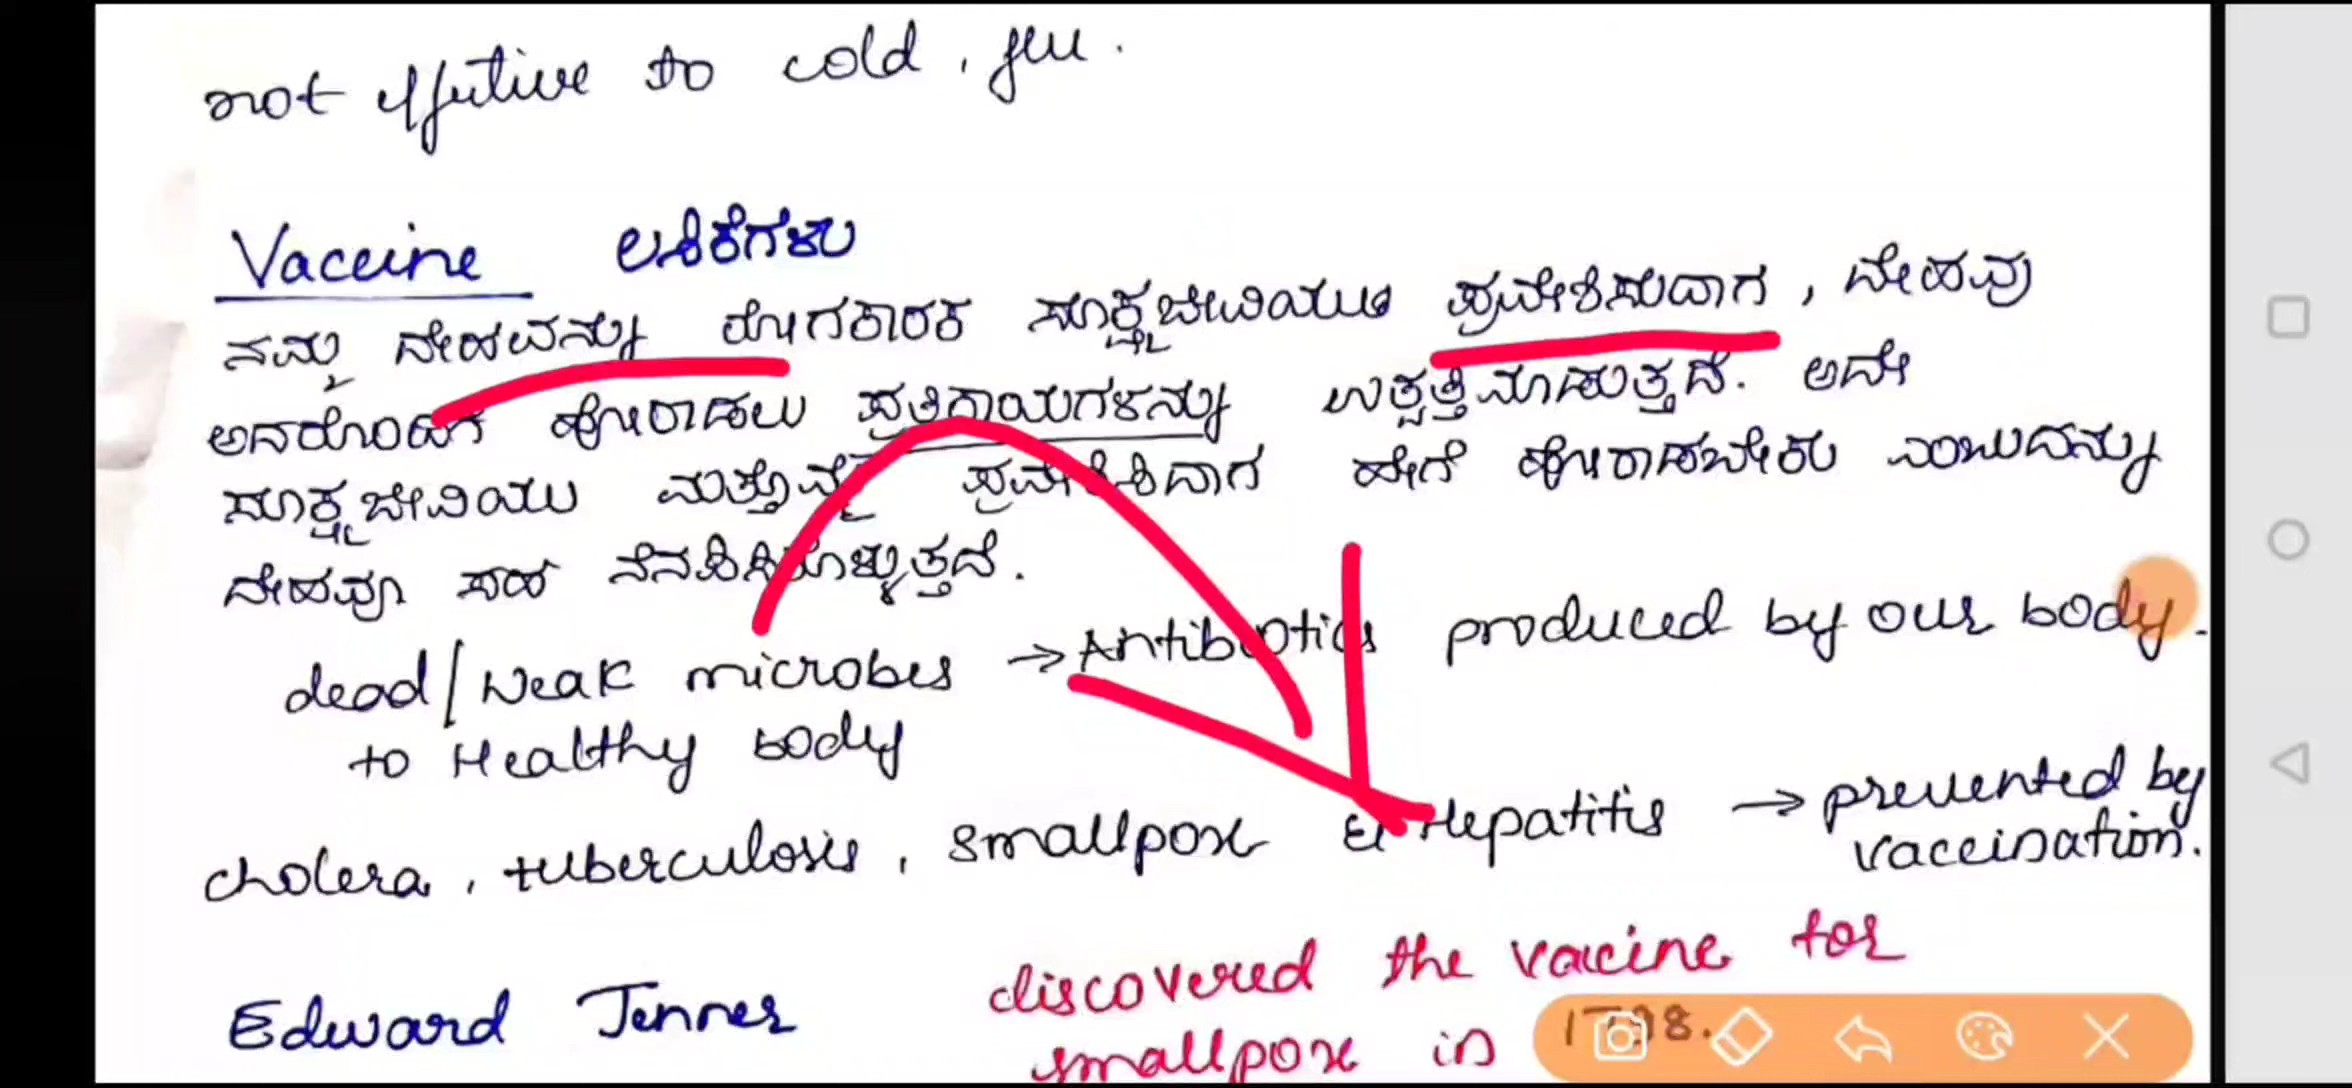 not effetive to cold, flu.
Vaccine ಲಸಿಕೆಗಳು
ನಮ್ಮ ದೇಹವನ್ನು ರೋಗಕಾರಕ ಸೂಕ್ಷ್ಮಜೀವಿಯು ಪ್ರವೇಶಿಸುದಾಗ, ದೇಹವು
ಅದರೊಂದಿಗೆ ಹೋರಾಡಲು ಪ್ರತಿಕಾಯಗಳನ್ನು ಉತ್ಪತ್ತಿಮಾಡುತ್ತದೆ. ಅದೇ
ಸೂಕ್ಷ್ಮಜೀವಿಯು ಮತ್ತೊಮ್ಮೆ ಪ್ರವೇಶಿಸಿದಾಗ ಹೇಗೆ ಹೋರಾಡಬೇಕು ಎಂಬುದನ್ನು
ದೇಹವೂ ಸಹ ನೆನಪಿಸಿಕೊಳ್ಳುತ್ತದೆ.
dead/weak microbes → Antibiotics produced by our body.
to Healthy body
cholera, tuberculosis, smallpox & Hepatitis → prevented by
vaccination.
Edward Jenner discovered the vaccine for
smallpox in 1798.